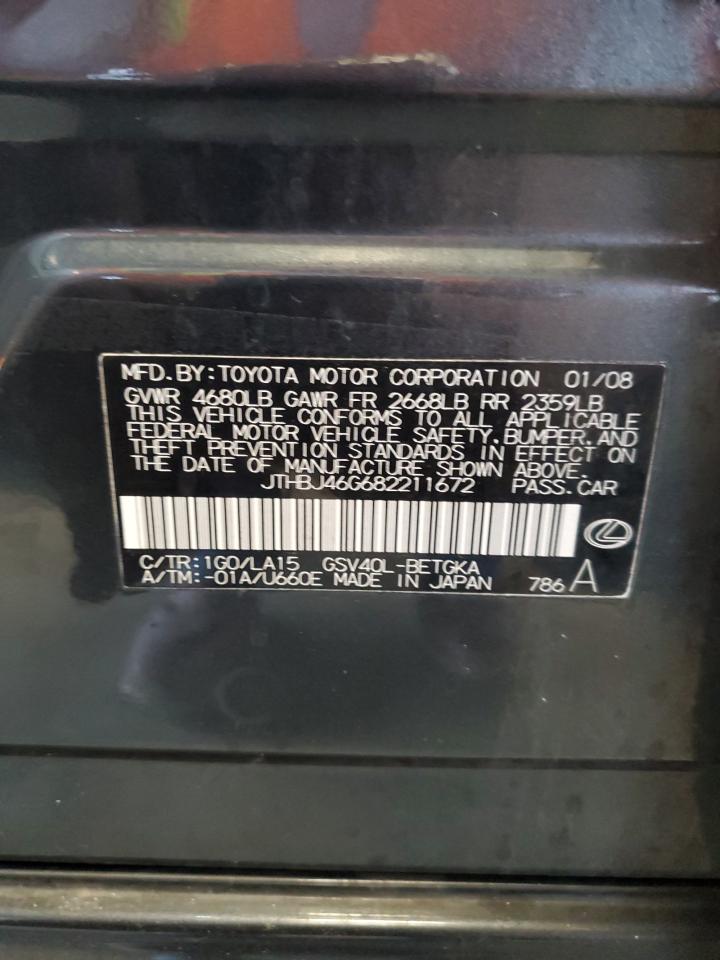 MFD.BY:TOYOTA MOTOR CORPORATION 01/08
GVWR 4680LB GAWR FR 2668LB RR 2359LB
THIS VEHICLE CONFORMS TO ALL APPLICABLE
FEDERAL MOTOR VEHICLE SAFETY,BUMPER,AND
THEFT PREVENTION STANDARDS IN EFFECT ON
THE DATE OF MANUFACTURE SHOWN ABOVE.
JTHBJ46G682211672 PASS.CAR
C/TR:1G0/LA15 GSV40L-BETGKA
A/TM:-01A/U660E MADE IN JAPAN 786 A